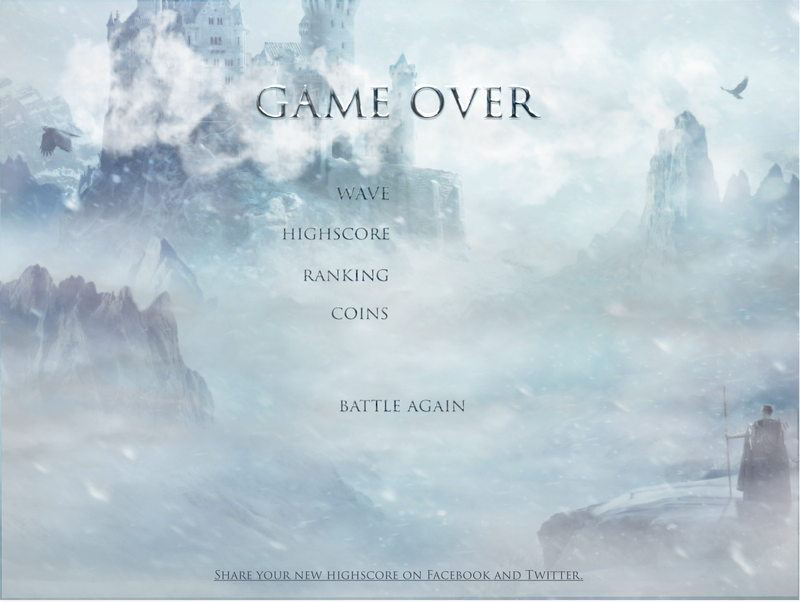 GAME OVER
WAVE
HIGHSCORE
RANKING
COINS
BATTLE AGAIN
Share your new highscore on Facebook and Twitter.